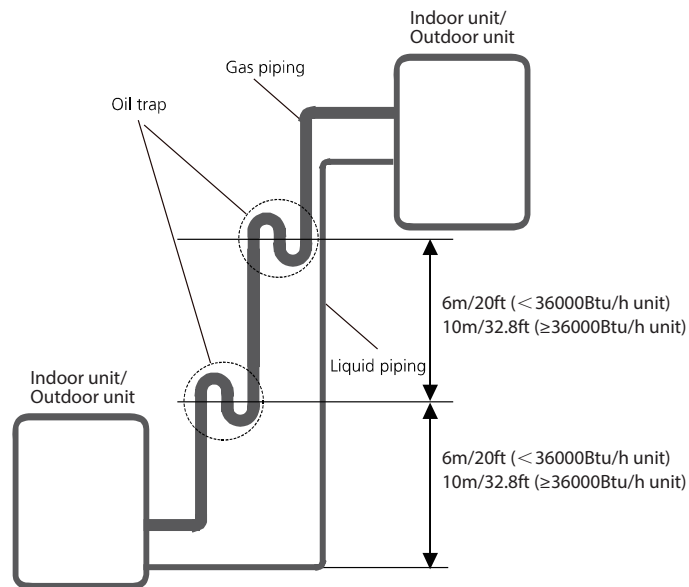 Indoor unit/
Outdoor unit
Gas piping
Oil trap
6m/20ft (＜36000Btu/h unit)
10m/32.8ft (≥36000Btu/h unit)
Liquid piping
Indoor unit/
Outdoor unit
6m/20ft (＜36000Btu/h unit)
10m/32.8ft (≥36000Btu/h unit)